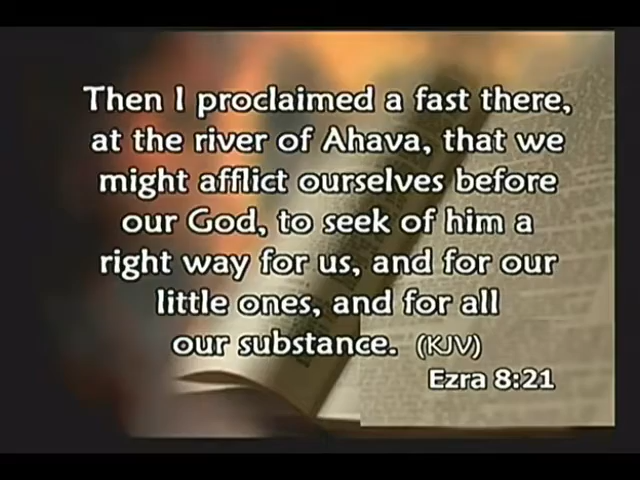 Then I proclaimed a fast there,
at the river of Ahava, that we
might afflict ourselves before
our God, to seek of him a
right way for us, and for our
little ones, and for all
our substance. (KJV)
Ezra 8:21